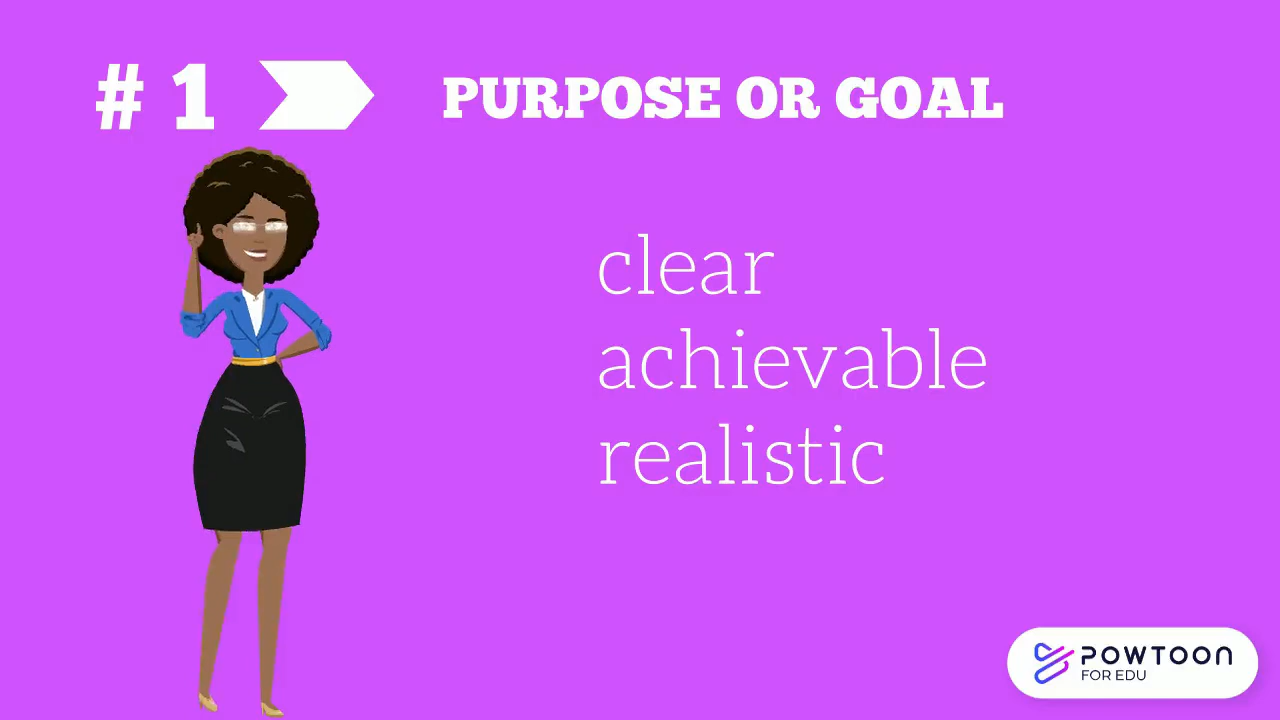 # 1 PURPOSE OR GOAL
clear
achievable
realistic
POWTOON
FOR EDU